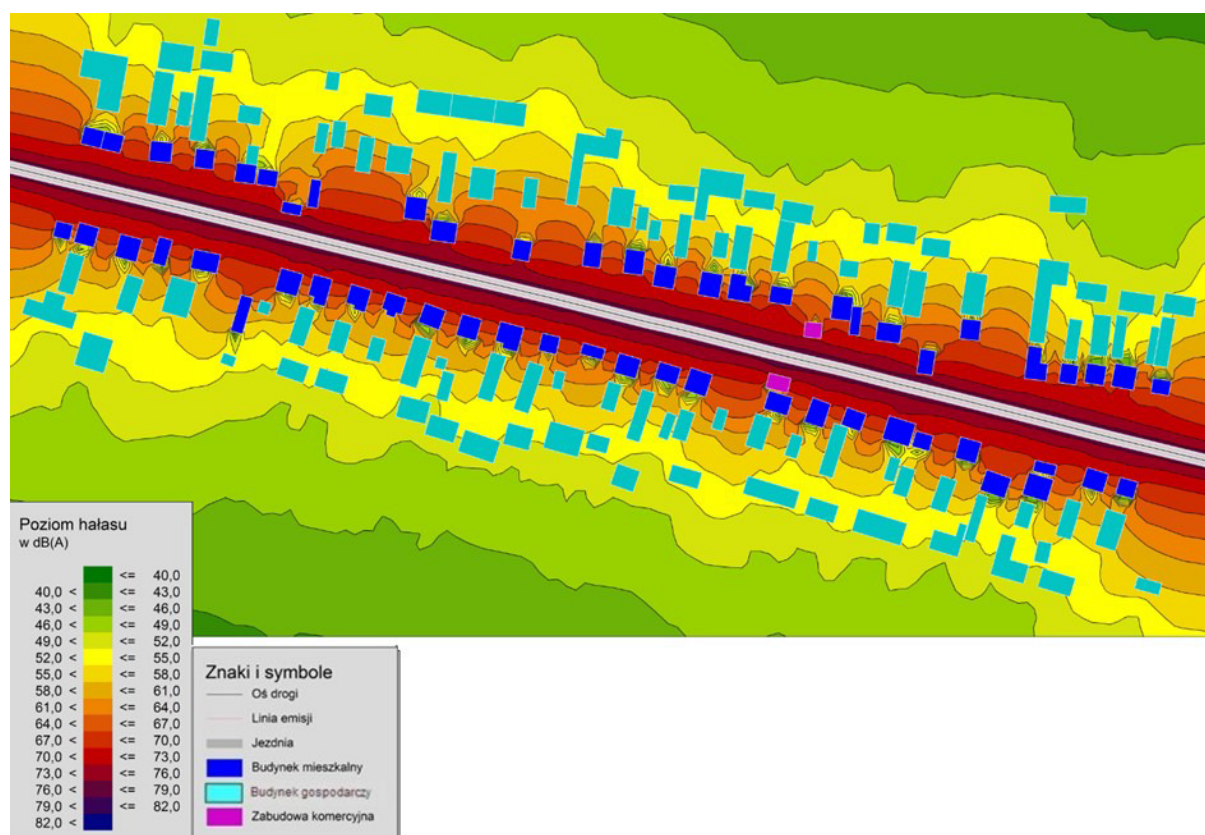 Poziom hałasu
w dB(A)
<= 40,0
40,0 < <= 43,0
43,0 < <= 46,0
46,0 < <= 49,0
49,0 < <= 52,0
52,0 < <= 55,0
55,0 < <= 58,0
58,0 < <= 61,0
61,0 < <= 64,0
64,0 < <= 67,0
67,0 < <= 70,0
70,0 < <= 73,0
73,0 < <= 76,0
76,0 < <= 79,0
79,0 < <= 82,0
82,0 <
Znaki i symbole
Oś drogi
Linia emisji
Jezdnia
Budynek mieszkalny
Budynek gospodarczy
Zabudowa komercyjna